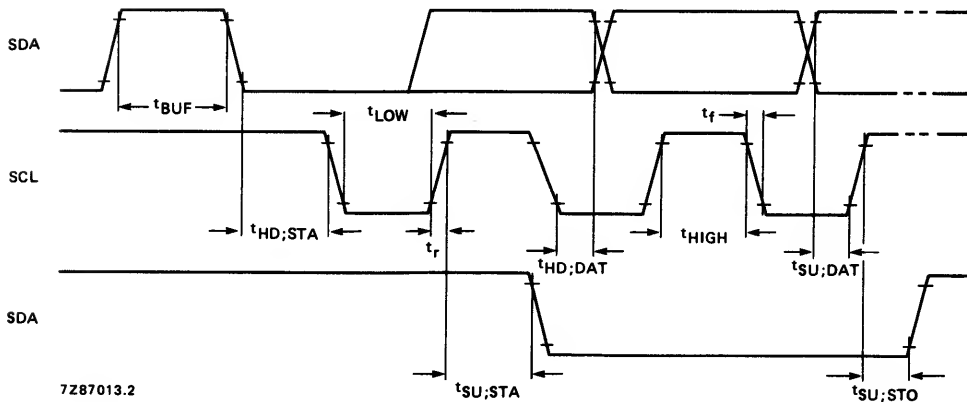 SDA
tBUF
tLOW
tf
SCL
tHD;STA
tr
tHD;DAT
tHIGH
tSU;DAT
SDA
7Z87013.2
tSU;STA
tSU;STO